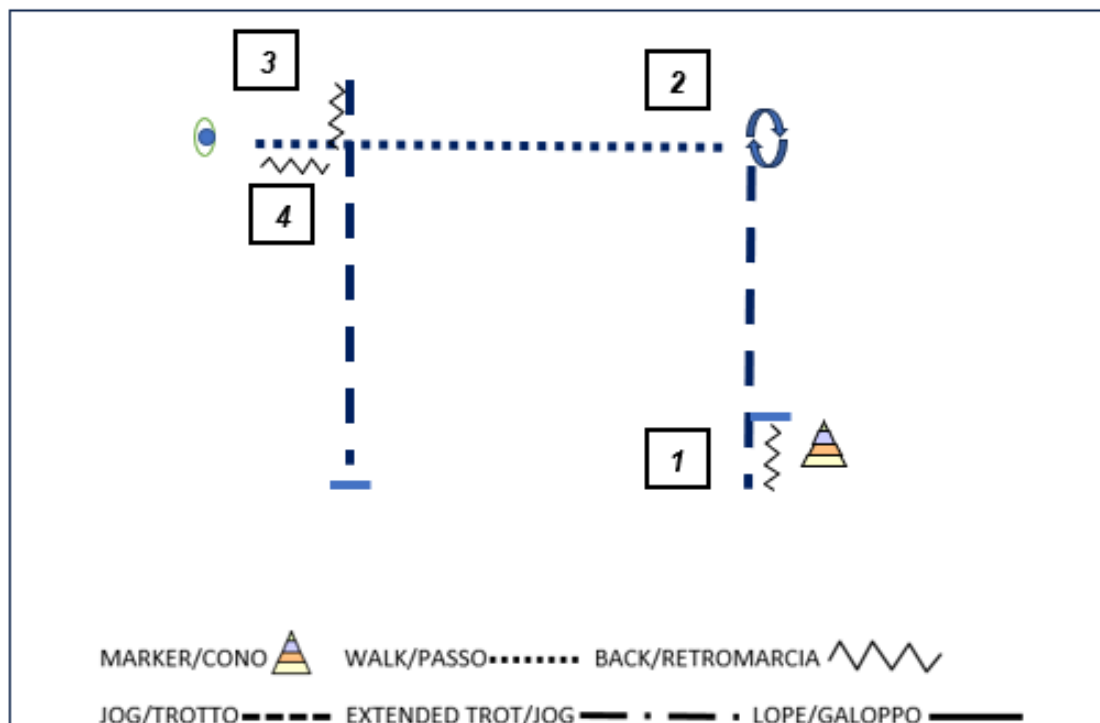 3
2
4
1
MARKER/CONO WALK/PASSO BACK/RETROMARCIA
JOG/TROTTO EXTENDED TROT/JOG LOPE/GALOPPO